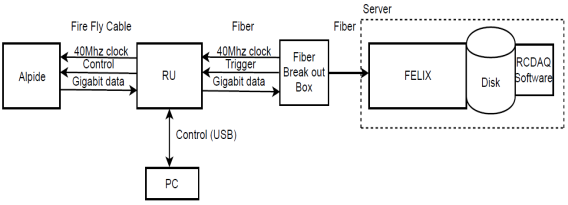 Server
Fire Fly Cable
Fiber
Fiber
40Mhz clock
Control
Gigabit data
40Mhz clock
Trigger
Gigabit data
Alpide
RU
Fiber
Break out
Box
FELIX
Disk
RCDAQ
Software
Control (USB)
PC